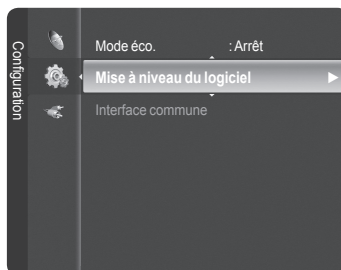 Configuration
Mode éco. : Arrêt
Mise à niveau du logiciel
Interface commune